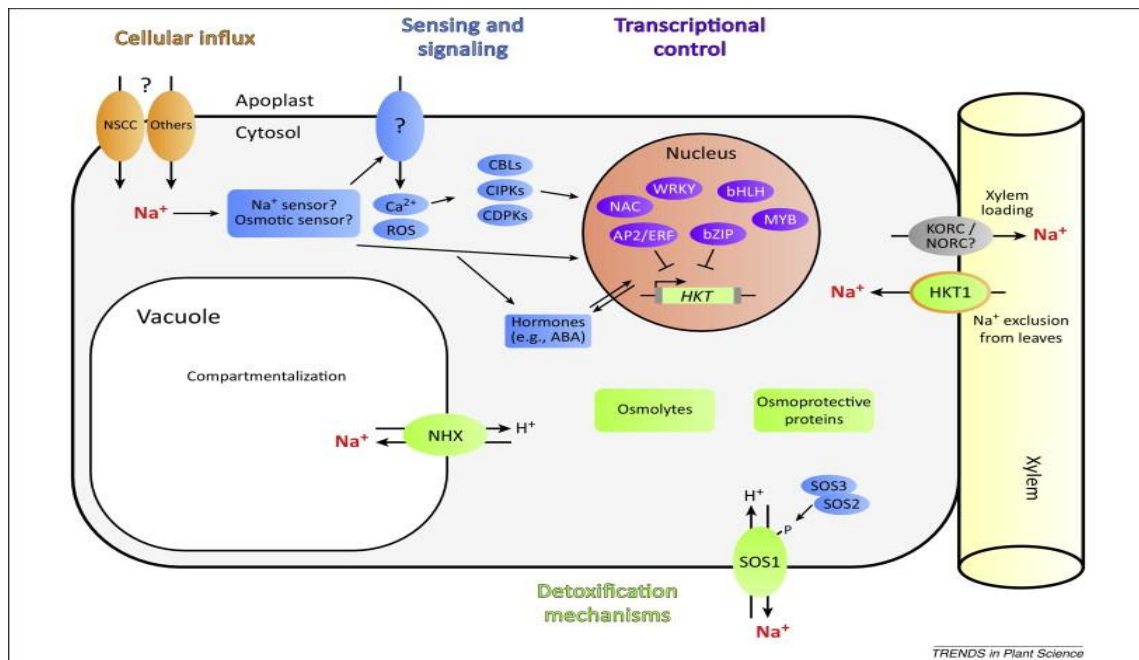 Cellular influx
Sensing and
signaling
Transcriptional
control
?
NSCC
Others
Apoplast
Cytosol
?
Na⁺
Na⁺ sensor?
Osmotic sensor?
Ca²⁺
ROS
CBLs
CIPKs
CDPKs
Nucleus
WRKY
bHLH
NAC
MYB
AP2/ERF
bZIP
HKT
Hormones
(e.g., ABA)
Xylem
loading
KORC /
NORC?
Na⁺
Na⁺
HKT1
Na⁺ exclusion
from leaves
Xylem
Vacuole
Compartmentalization
Na⁺
NHX
H⁺
Osmolytes
Osmoprotective
proteins
H⁺
SOS3
SOS2
P
SOS1
Na⁺
Detoxification
mechanisms
TRENDS in Plant Science